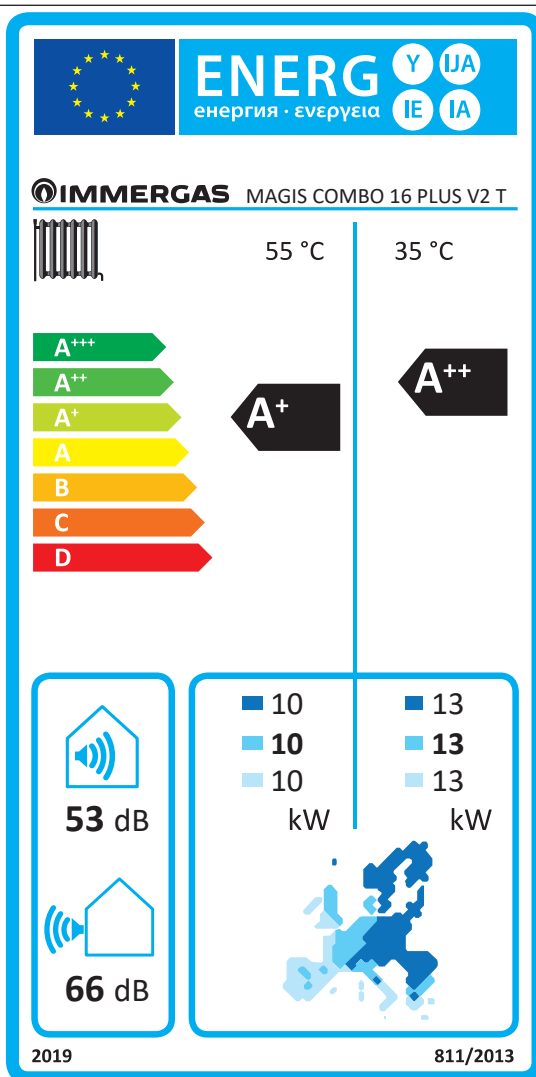 ENERG Y IJA
енергия · ενεργεια IE IA
IMMERGAS MAGIS COMBO 16 PLUS V2 T
55 °C 35 °C
A+++
A++
A+
A
B
C
D
A+
A++
53 dB
66 dB
10
10
10
kW
13
13
13
kW
2019 811/2013